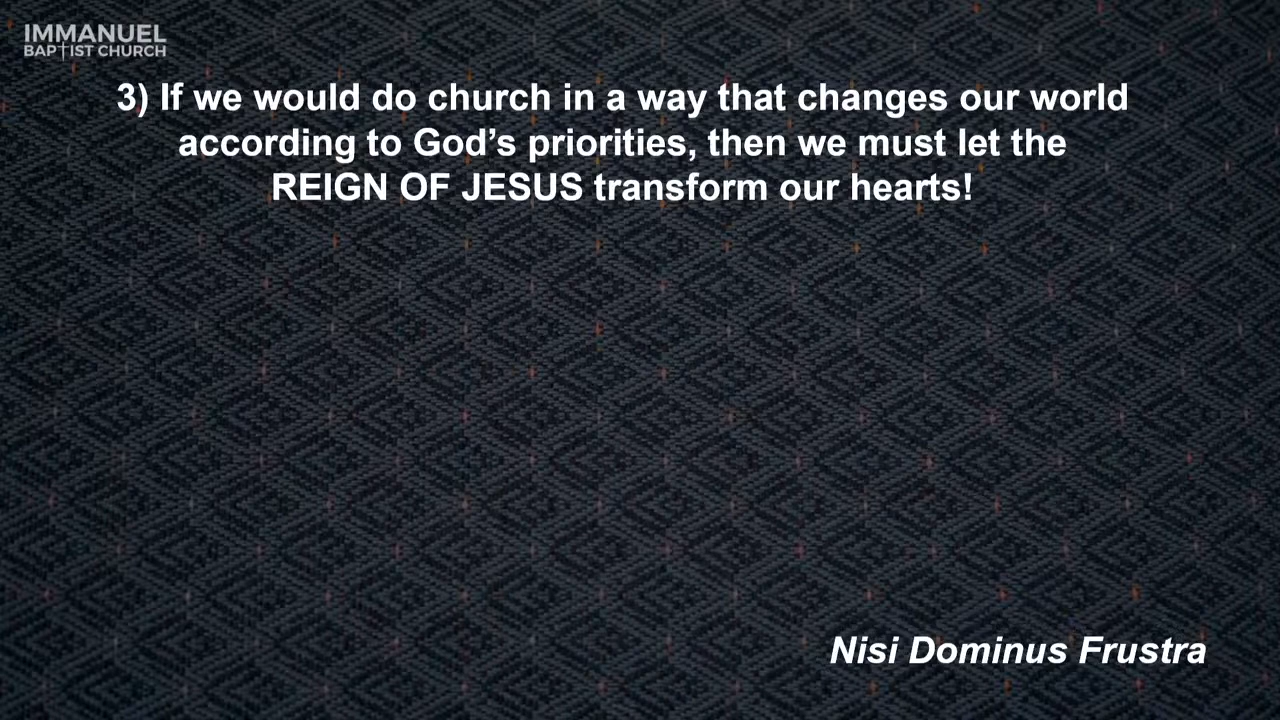 IMMANUEL
BAPTIST CHURCH
3) If we would do church in a way that changes our world
according to God’s priorities, then we must let the
REIGN OF JESUS transform our hearts!
Nisi Dominus Frustra